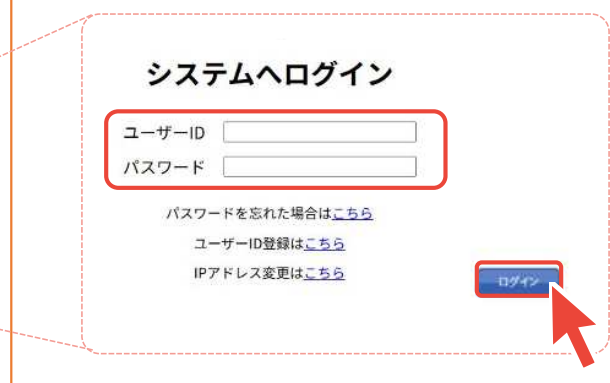 システムへログイン
ユーザーID
パスワード
パスワードを忘れた場合はこちら
ユーザーID登録はこちら
IPアドレス変更はこちら
ログイン